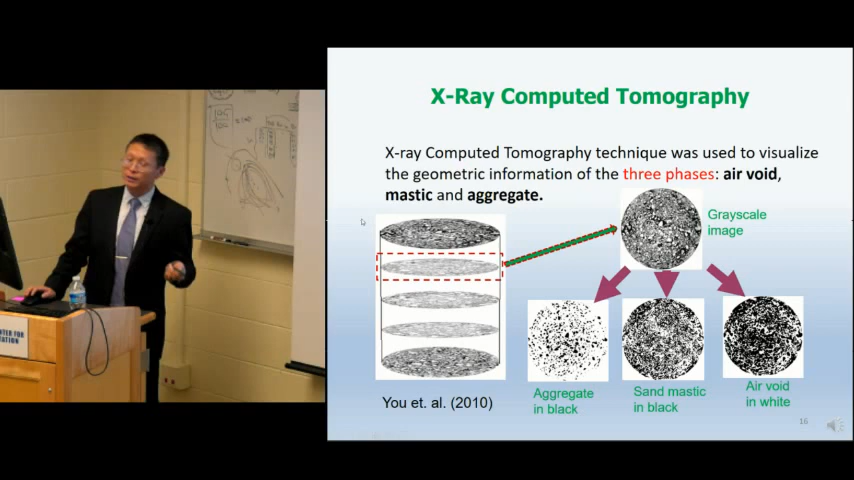 X-Ray Computed Tomography
X-ray Computed Tomography technique was used to visualize
the geometric information of the three phases: air void,
mastic and aggregate.
Grayscale
image
Aggregate
in black
Sand mastic
in black
Air void
in white
You et. al. (2010)
16